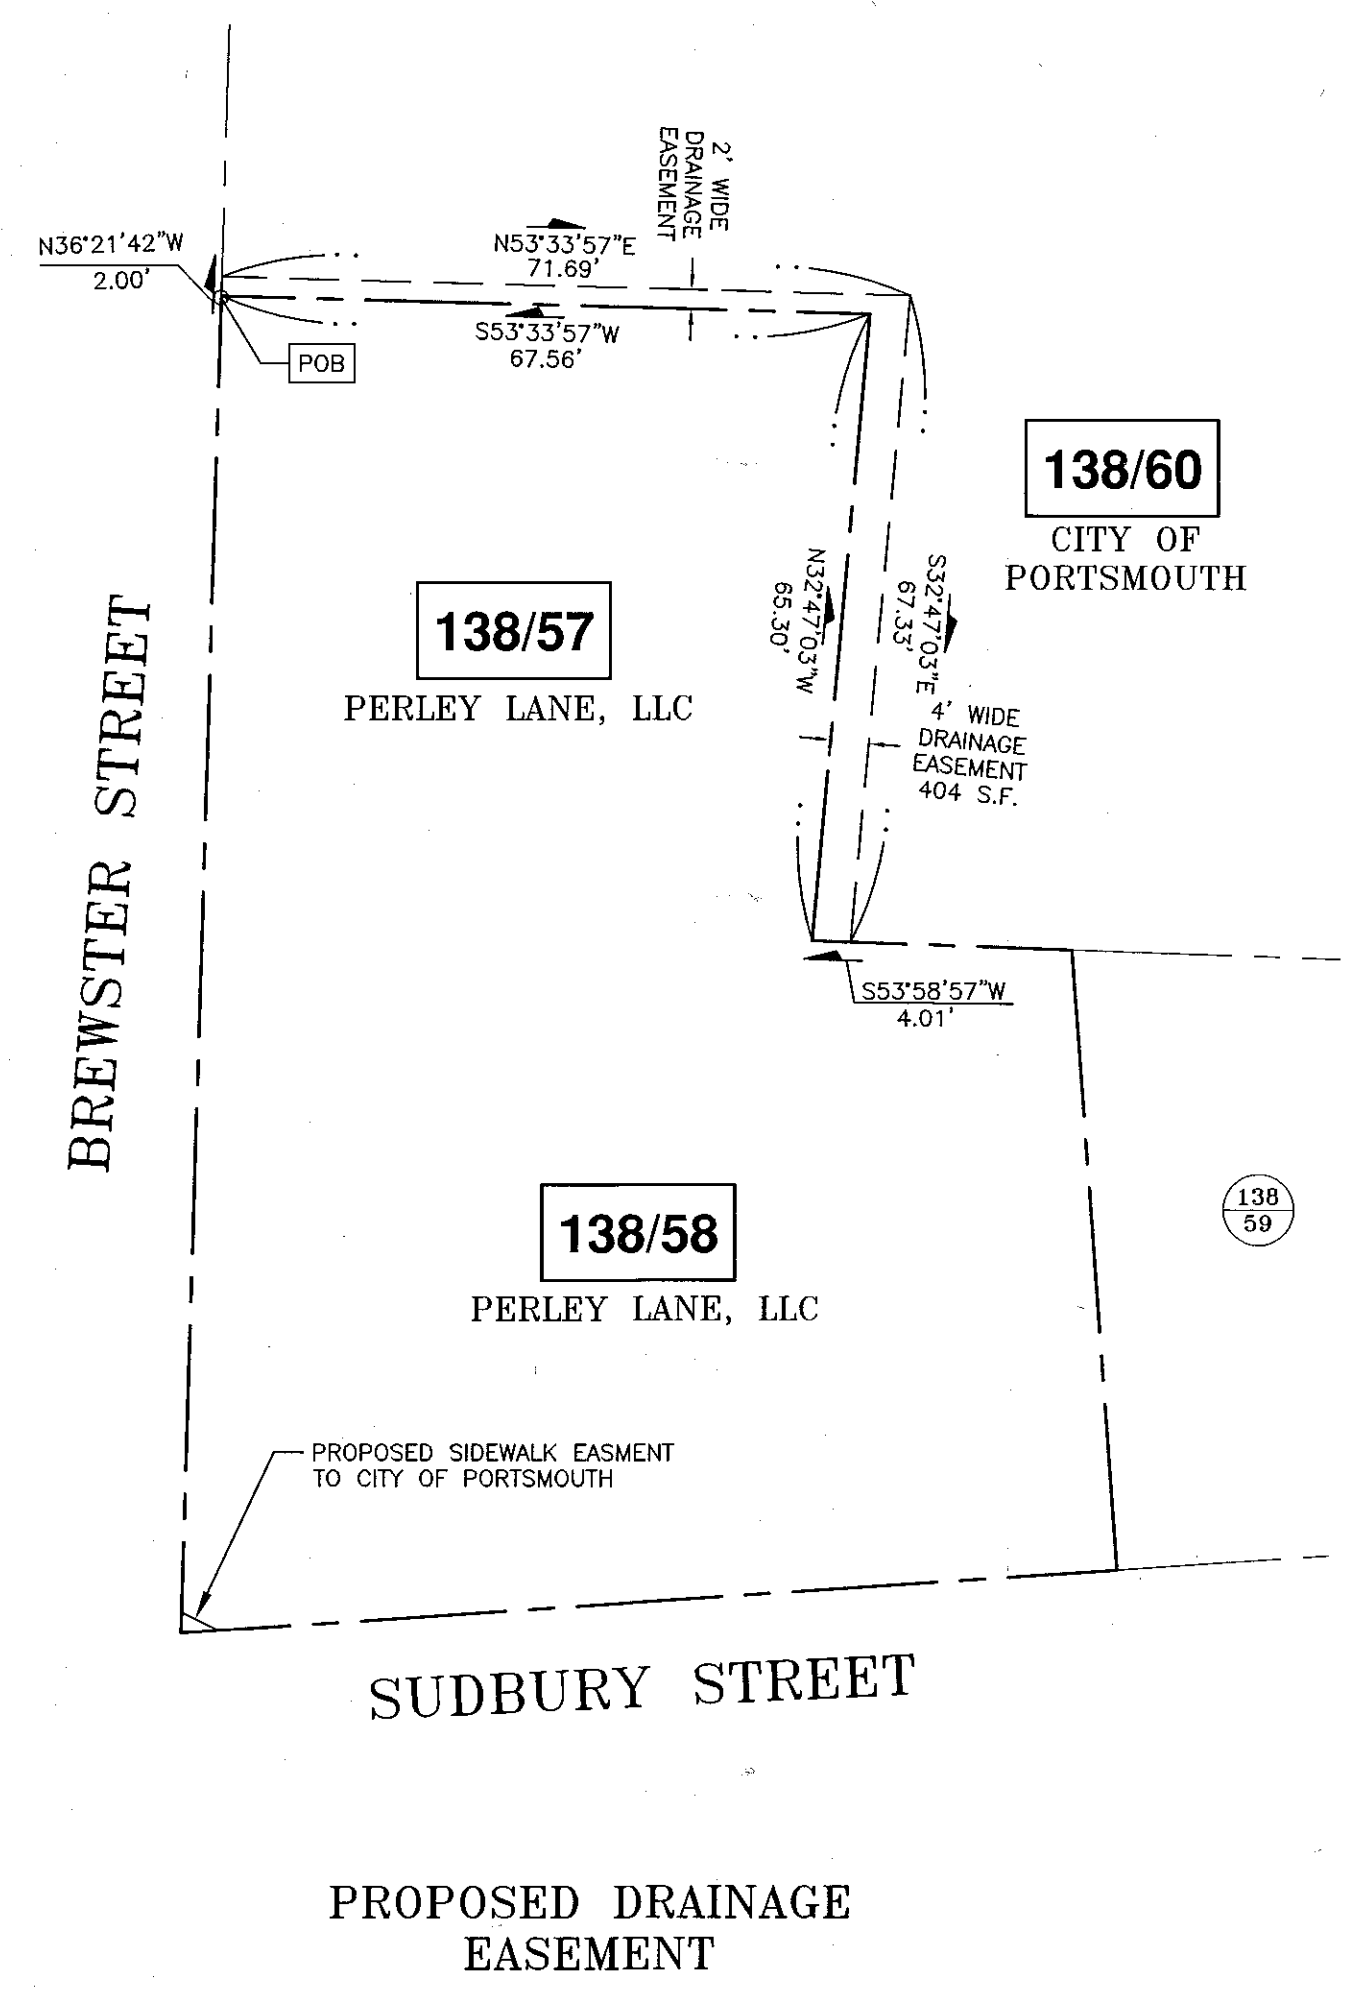 2' WIDE
DRAINAGE
EASEMENT
N36°21'42"W
2.00'
N53°33'57"E
71.69'
S53°33'57"W
67.56'
POB
138/60
CITY OF
PORTSMOUTH
N32°47'03"W
65.30'
S32°47'03"E
67.33'
138/57
PERLEY LANE, LLC
4' WIDE
DRAINAGE
EASEMENT
404 S.F.
BREWSTER STREET
S53°58'57"W
4.01'
138
59
138/58
PERLEY LANE, LLC
PROPOSED SIDEWALK EASMENT
TO CITY OF PORTSMOUTH
SUDBURY STREET
PROPOSED DRAINAGE
EASEMENT